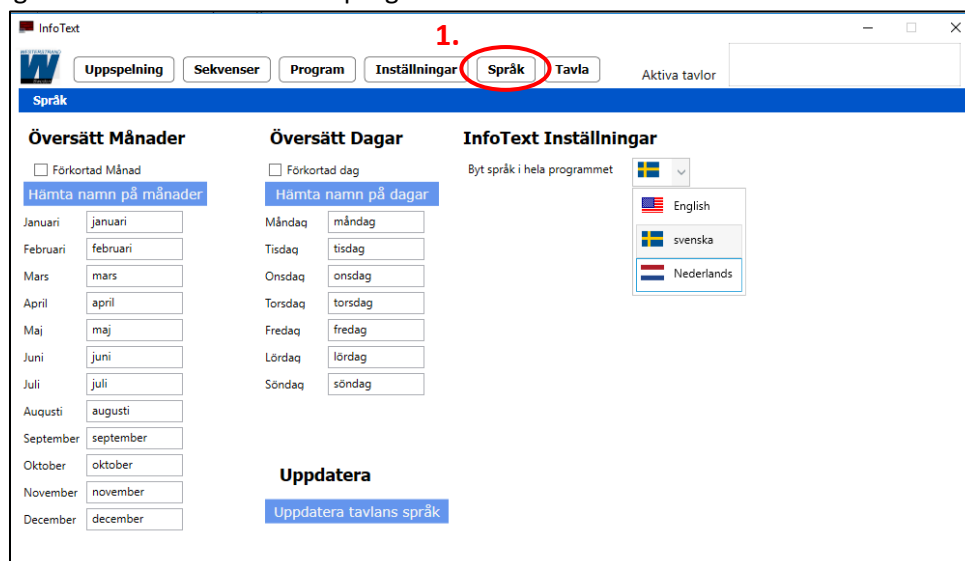 InfoText
1.
W
Uppspelning Sekvenser Program Inställningar Språk Tavla Aktiva tavlor
Språk
Översätt Månader
Förkortad Månad
Hämta namn på månader
Januari januari
Februari februari
Mars mars
April april
Maj maj
Juni juni
Juli juli
Augusti augusti
September september
Oktober oktober
November november
December december
Översätt Dagar
Förkortad dag
Hämta namn på dagar
Måndag måndag
Tisdag tisdag
Onsdag onsdag
Torsdag torsdag
Fredag fredag
Lördag lördag
Söndag söndag
Uppdatera
Uppdatera tavlans språk
InfoText Inställningar
Byt språk i hela programmet
English
svenska
Nederlands